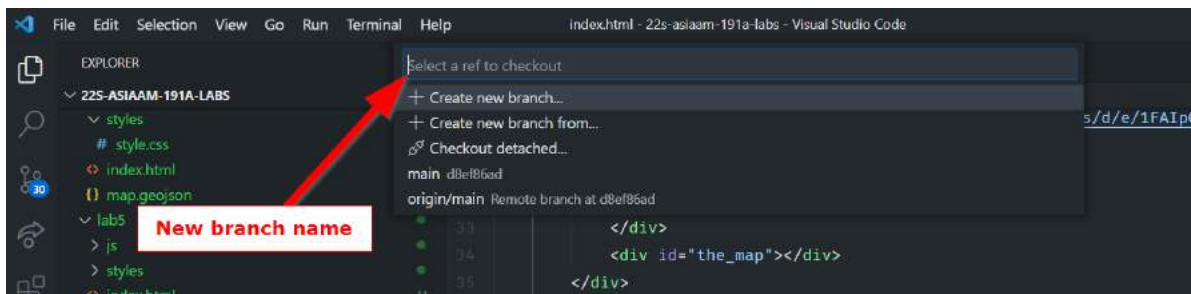 File Edit Selection View Go Run Terminal Help index.html - 22s-asiaam-191a-labs - Visual Studio Code
EXPLORER
Select a ref to checkout
22S-ASIAAM-191A-LABS
+ Create new branch...
styles
+ Create new branch from...
s/d/e/1FAIp
# style.css
Checkout detached...
index.html
main d8ef86ad
30
{} map.geojson
origin/main Remote branch at d8ef86ad
lab5
New branch name
33 </div>
> js
34 <div id="the_map"></div>
> styles
35 </div>
index.html